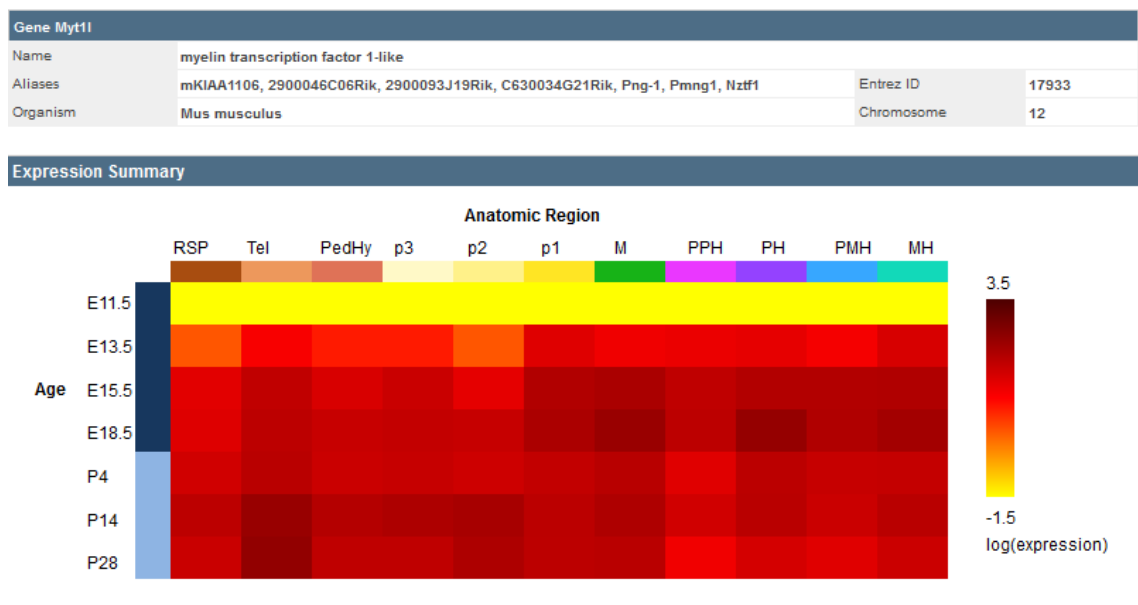 Gene Myt1l
Name myelin transcription factor 1-like
Aliases mKIAA1106, 2900046C06Rik, 2900093J19Rik, C630034G21Rik, Png-1, Pmng1, Nztf1 Entrez ID 17933
Organism Mus musculus Chromosome 12
Expression Summary
Anatomic Region
RSP Tel PedHy p3 p2 p1 M PPH PH PMH MH
3.5
E11.5
E13.5
Age E15.5
E18.5
P4
P14
-1.5
log(expression)
P28